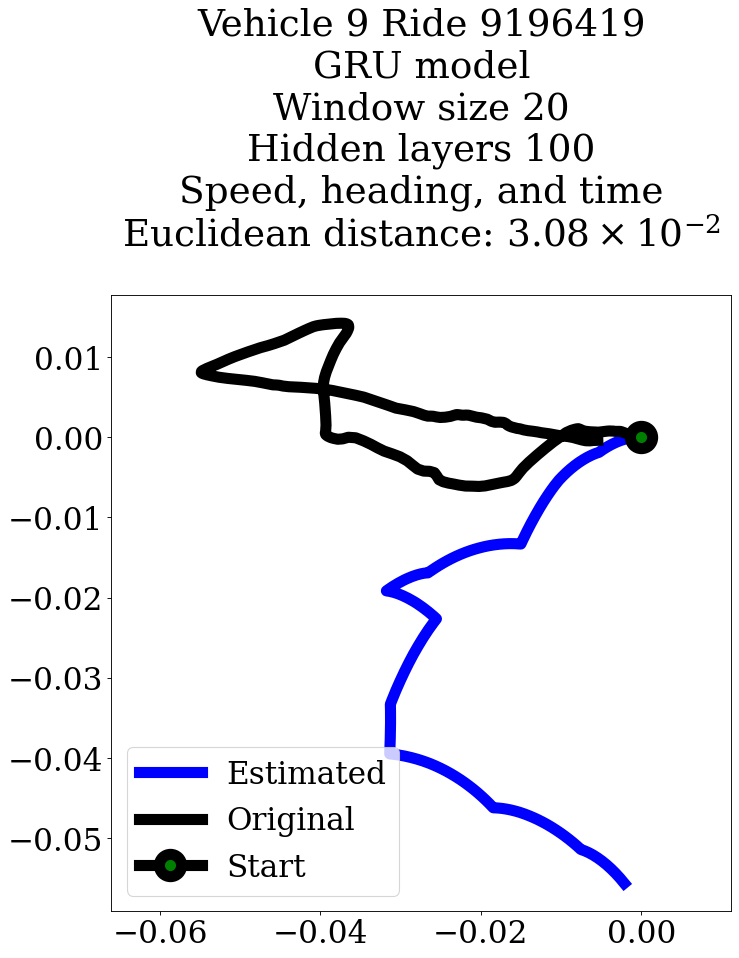 Vehicle 9 Ride 9196419
GRU model
Window size 20
Hidden layers 100
Speed, heading, and time
Euclidean distance: 3.08 × 10⁻²
0.01
0.00
−0.01
−0.02
−0.03
−0.04
−0.05
Estimated
Original
Start
−0.06 −0.04 −0.02 0.00